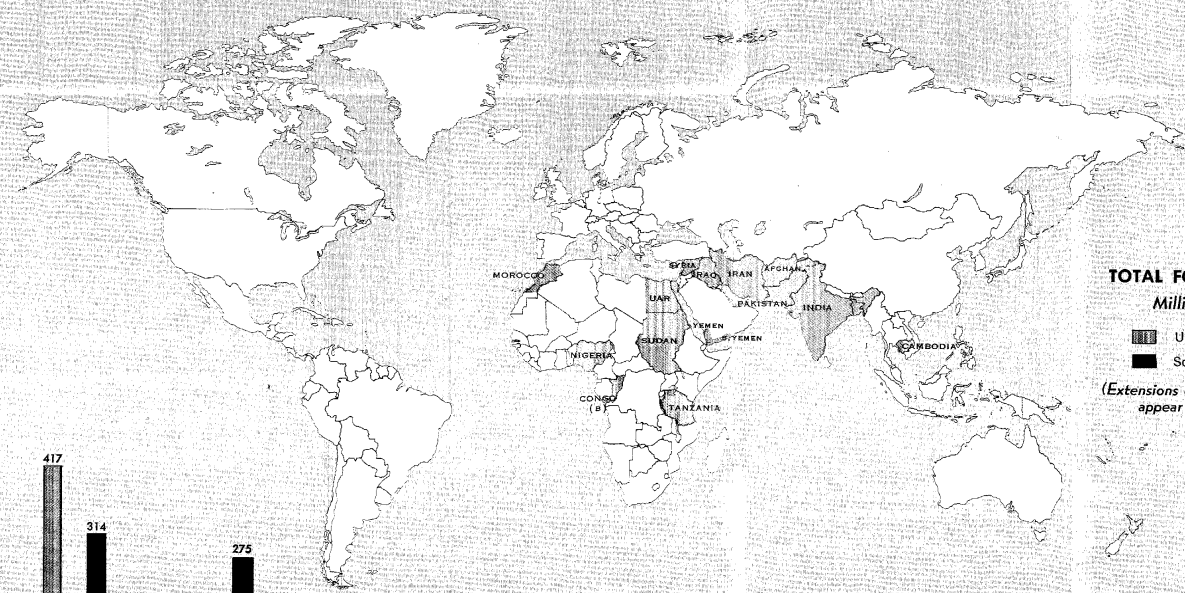 MOROCCO
SYRIA
IRAQ
IRAN
AFGHAN.
UAR
PAKISTAN
INDIA
YEMEN
S. YEMEN
SUDAN
NIGERIA
CAMBODIA
CONGO
(B)
TANZANIA
TOTAL FO
Milli
U
So
(Extensions
appear
417
314
275